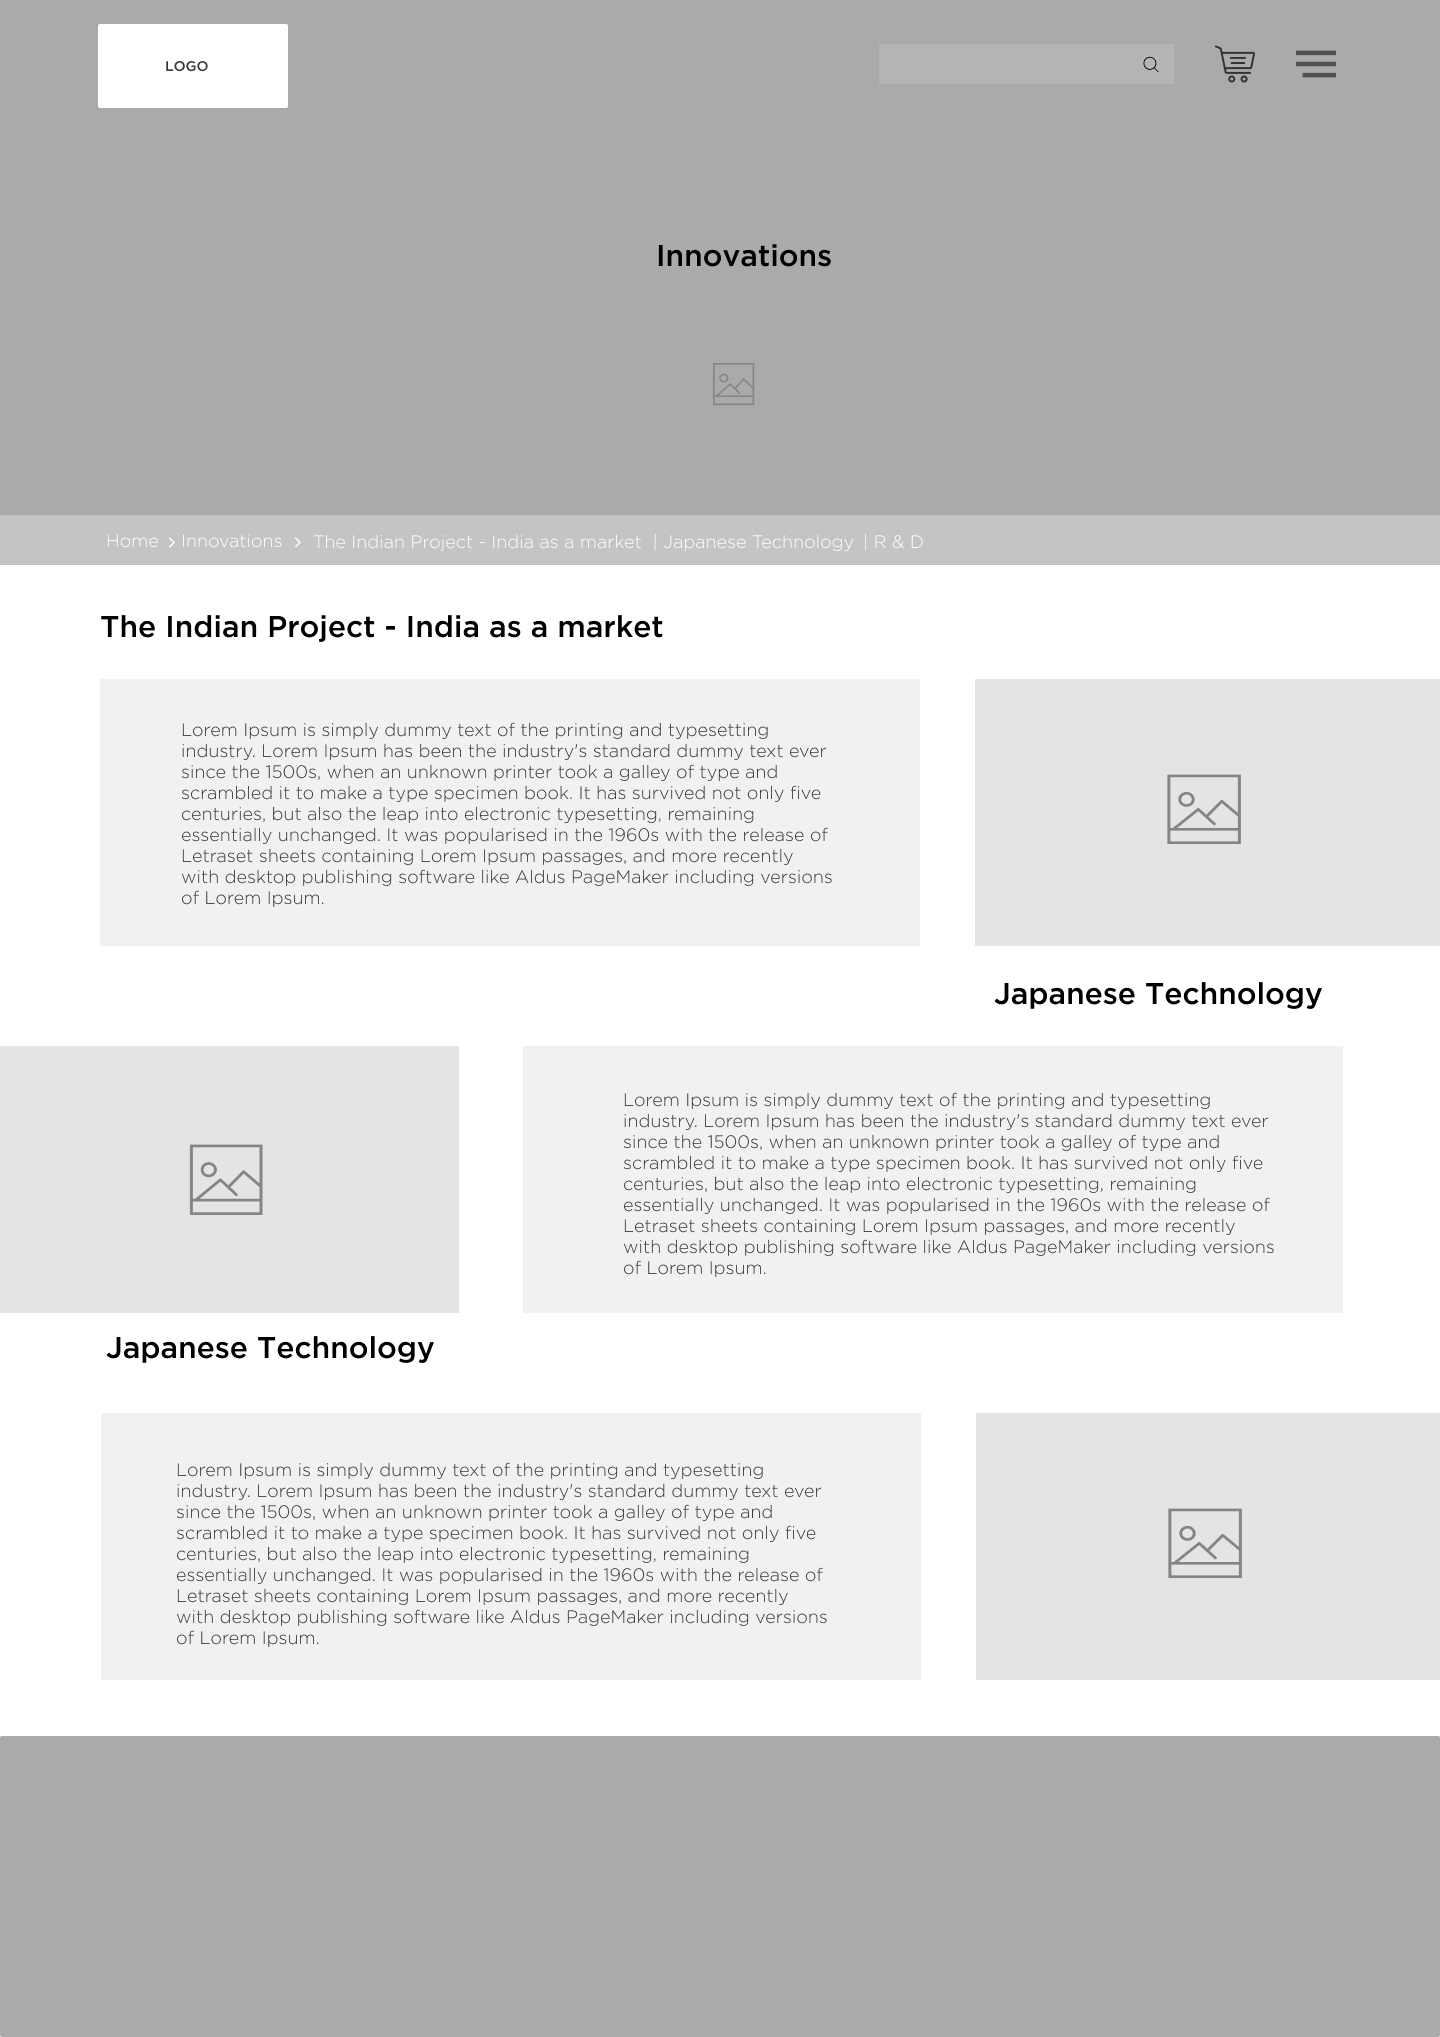 LOGO
Innovations
Home > Innovations > The Indian Project - India as a market | Japanese Technology | R & D
The Indian Project - India as a market
Lorem Ipsum is simply dummy text of the printing and typesetting
industry. Lorem Ipsum has been the industry's standard dummy text ever
since the 1500s, when an unknown printer took a galley of type and
scrambled it to make a type specimen book. It has survived not only five
centuries, but also the leap into electronic typesetting, remaining
essentially unchanged. It was popularised in the 1960s with the release of
Letraset sheets containing Lorem Ipsum passages, and more recently
with desktop publishing software like Aldus PageMaker including versions
of Lorem Ipsum.
Japanese Technology
Lorem Ipsum is simply dummy text of the printing and typesetting
industry. Lorem Ipsum has been the industry's standard dummy text ever
since the 1500s, when an unknown printer took a galley of type and
scrambled it to make a type specimen book. It has survived not only five
centuries, but also the leap into electronic typesetting, remaining
essentially unchanged. It was popularised in the 1960s with the release of
Letraset sheets containing Lorem Ipsum passages, and more recently
with desktop publishing software like Aldus PageMaker including versions
of Lorem Ipsum.
Japanese Technology
Lorem Ipsum is simply dummy text of the printing and typesetting
industry. Lorem Ipsum has been the industry's standard dummy text ever
since the 1500s, when an unknown printer took a galley of type and
scrambled it to make a type specimen book. It has survived not only five
centuries, but also the leap into electronic typesetting, remaining
essentially unchanged. It was popularised in the 1960s with the release of
Letraset sheets containing Lorem Ipsum passages, and more recently
with desktop publishing software like Aldus PageMaker including versions
of Lorem Ipsum.